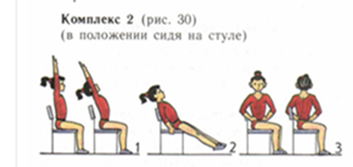 Комплекс 2 (рис. 30)
(в положении сидя на стуле)
1 2 3